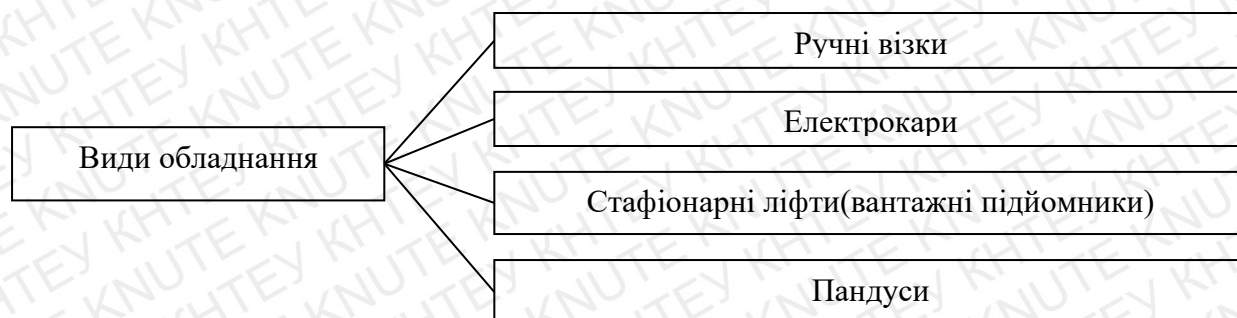 Ручні візки
Електрокари
Види обладнання
Стафіонарні ліфти(вантажні підйомники)
Пандуси